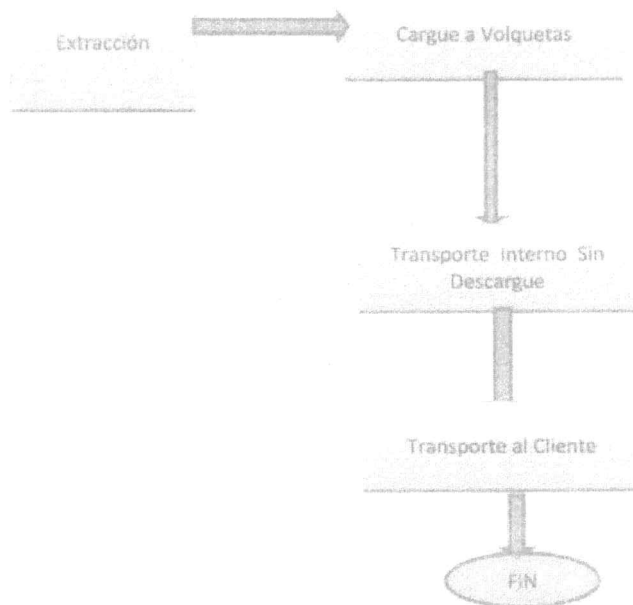 Extracción
Cargue a Volquetas
Transporte Interno Sin
Descargue
Transporte al Cliente
FIN